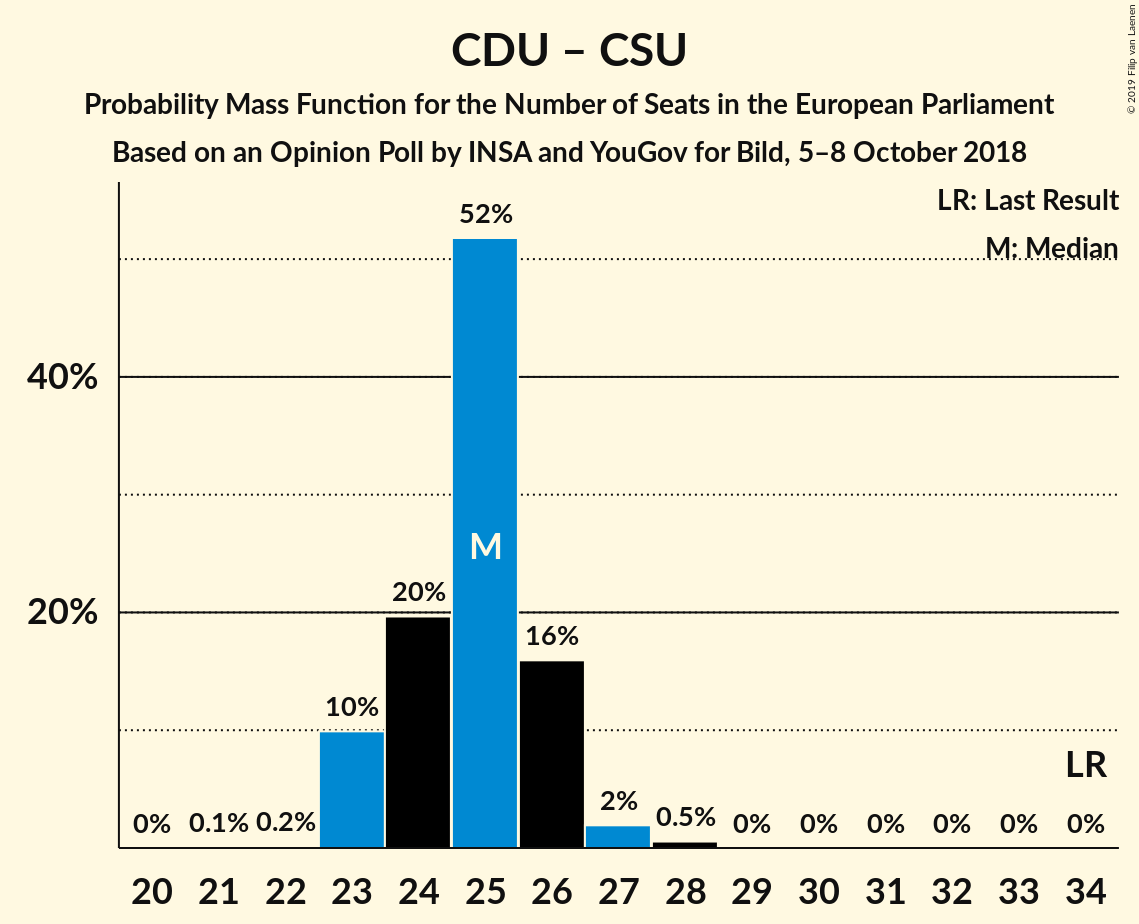 CDU – CSU
Probability Mass Function for the Number of Seats in the European Parliament
Based on an Opinion Poll by INSA and YouGov for Bild, 5–8 October 2018
© 2019 Filip van Laenen
LR: Last Result
M: Median
52%
40%
M
20%
20%
16%
10%
LR
0% 0.1% 0.2% 2% 0.5% 0% 0% 0% 0% 0% 0%
20 21 22 23 24 25 26 27 28 29 30 31 32 33 34